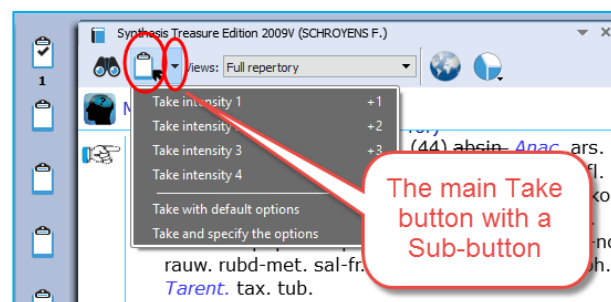 Synthesis Treasure Edition 2009V (SCHROYENS F.)
Views: Full repertory
1
Take intensity 1 +1
+2
Take intensity 3 +3
Take intensity 4
Take with default options
Take and specify the options
The main Take
button with a
Sub-button
(44) absin. Anac. ars.
rauw. rubd-met. sal-fr.
Tarent. tax. tub.